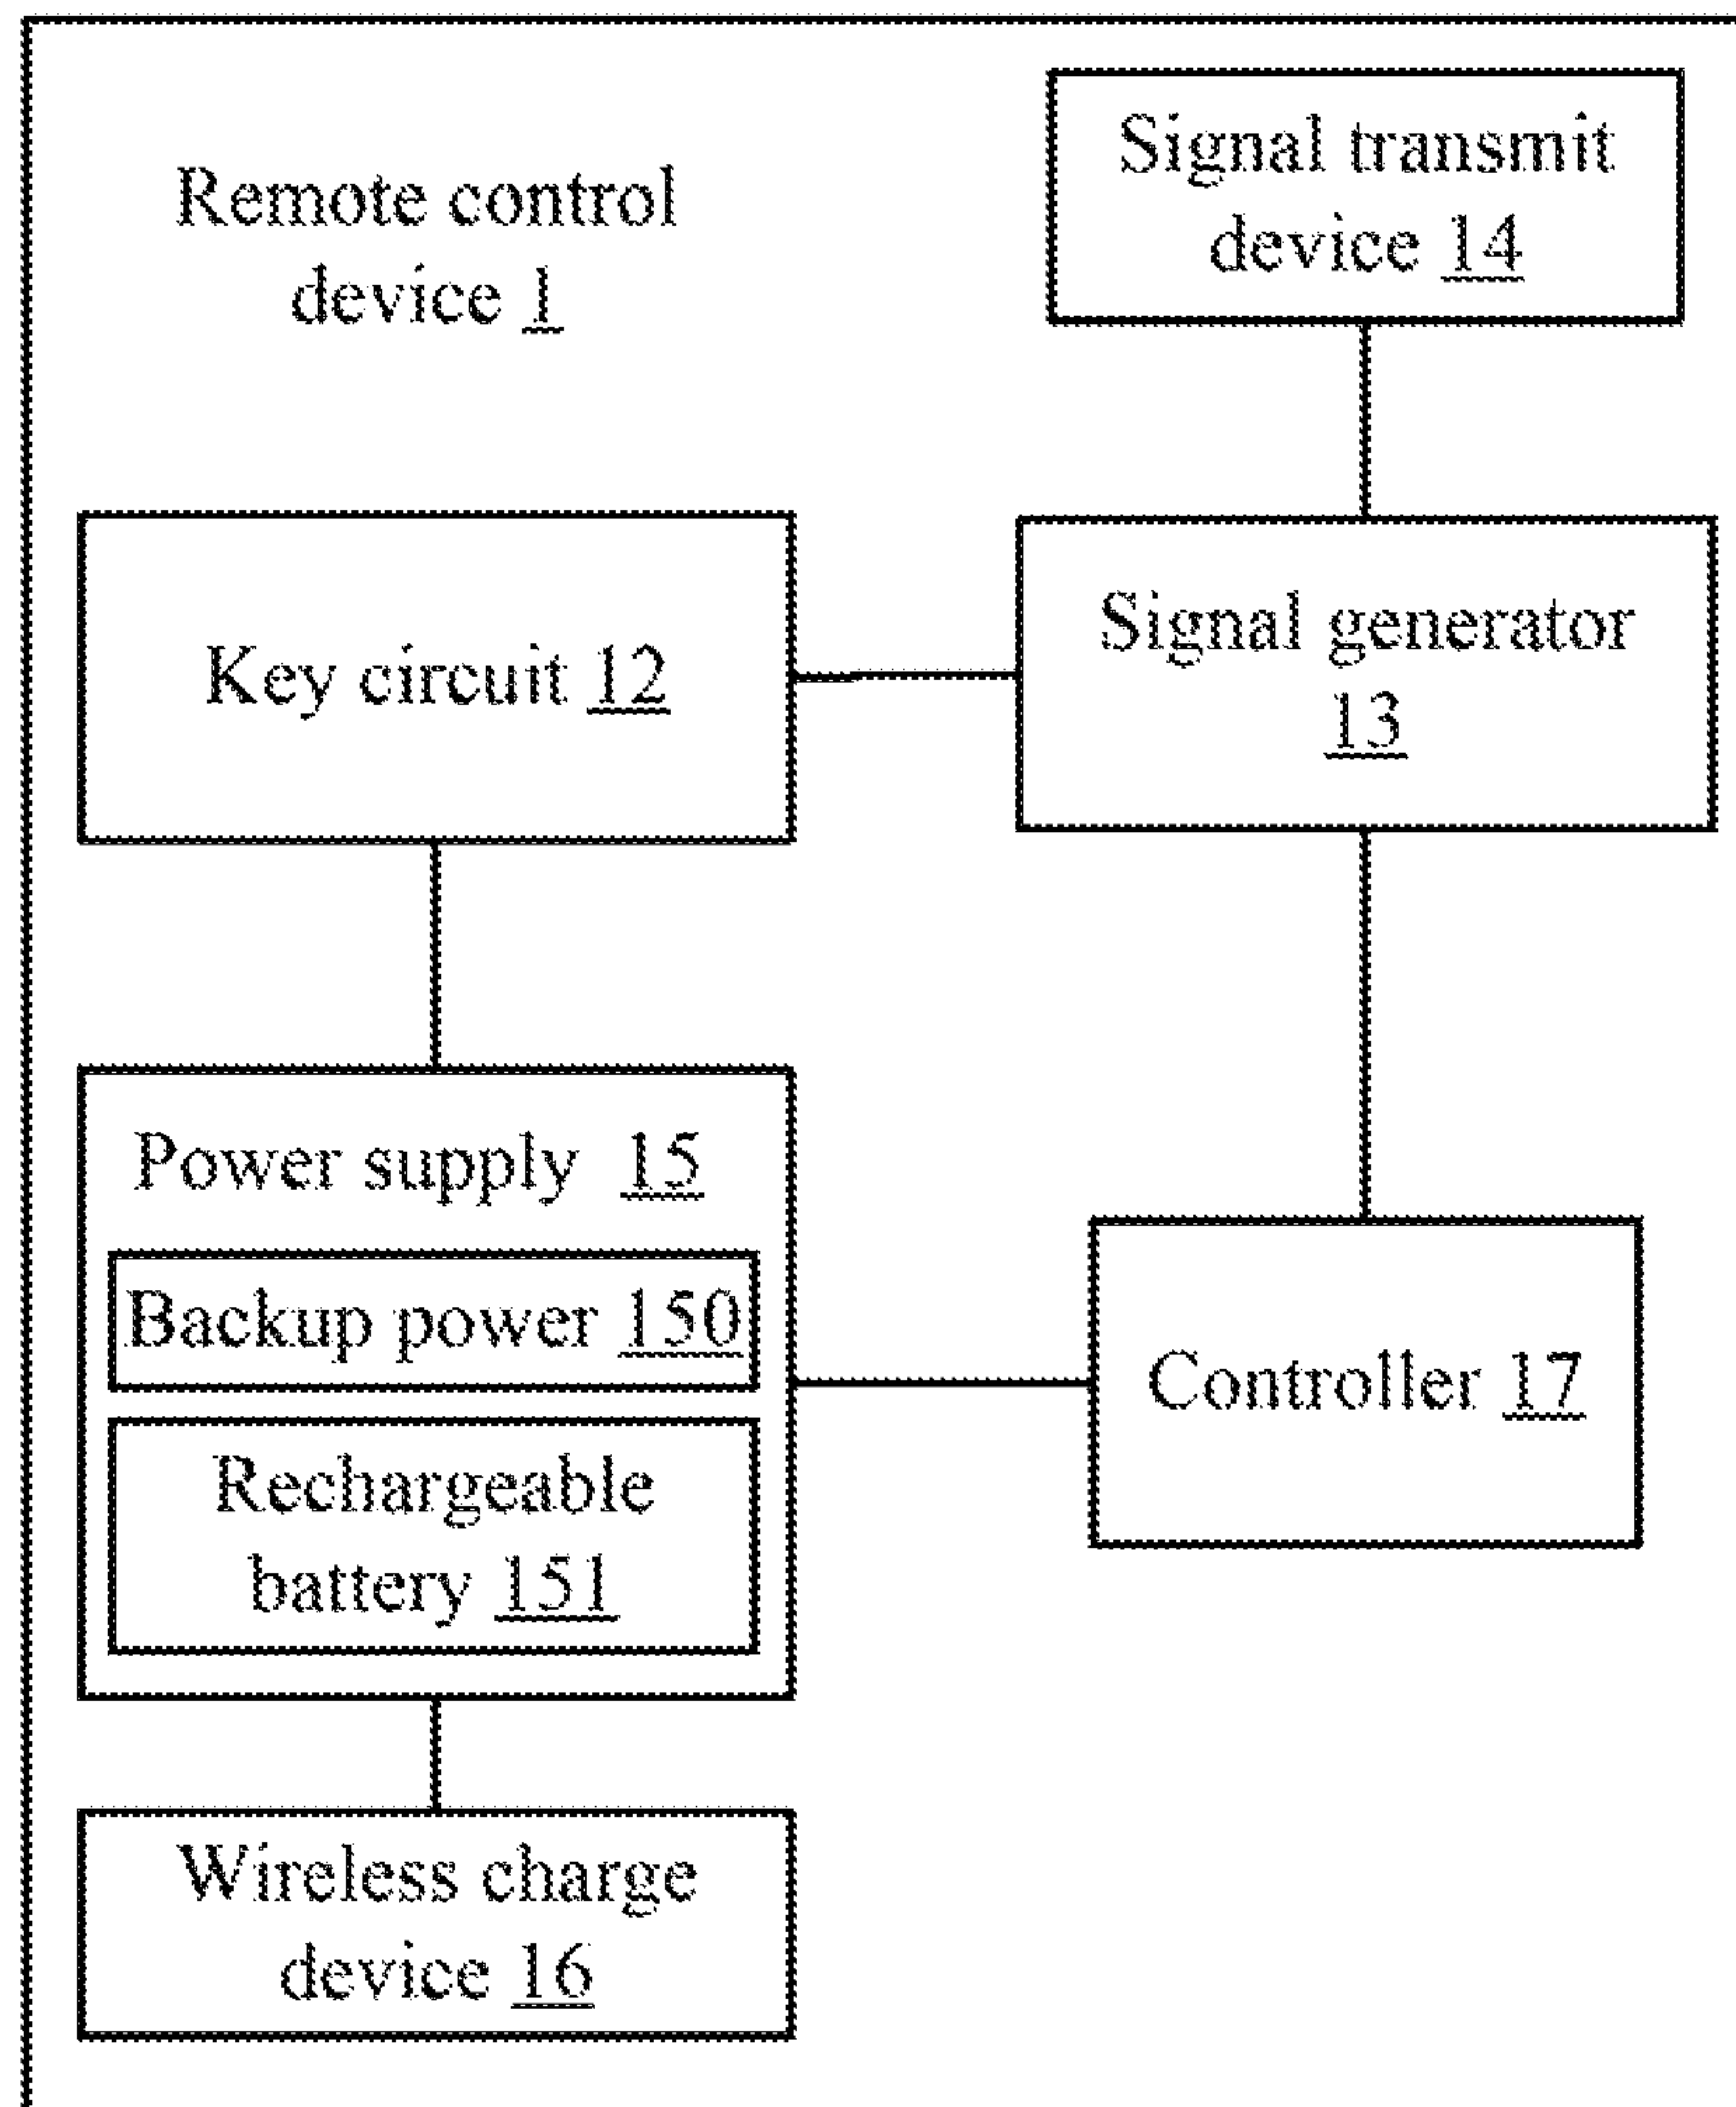 Remote control
device 1
Signal transmit
device 14
Key circuit 12
Signal generator
13
Power supply 15
Backup power 150
Rechargeable
battery 151
Controller 17
Wireless charge
device 16